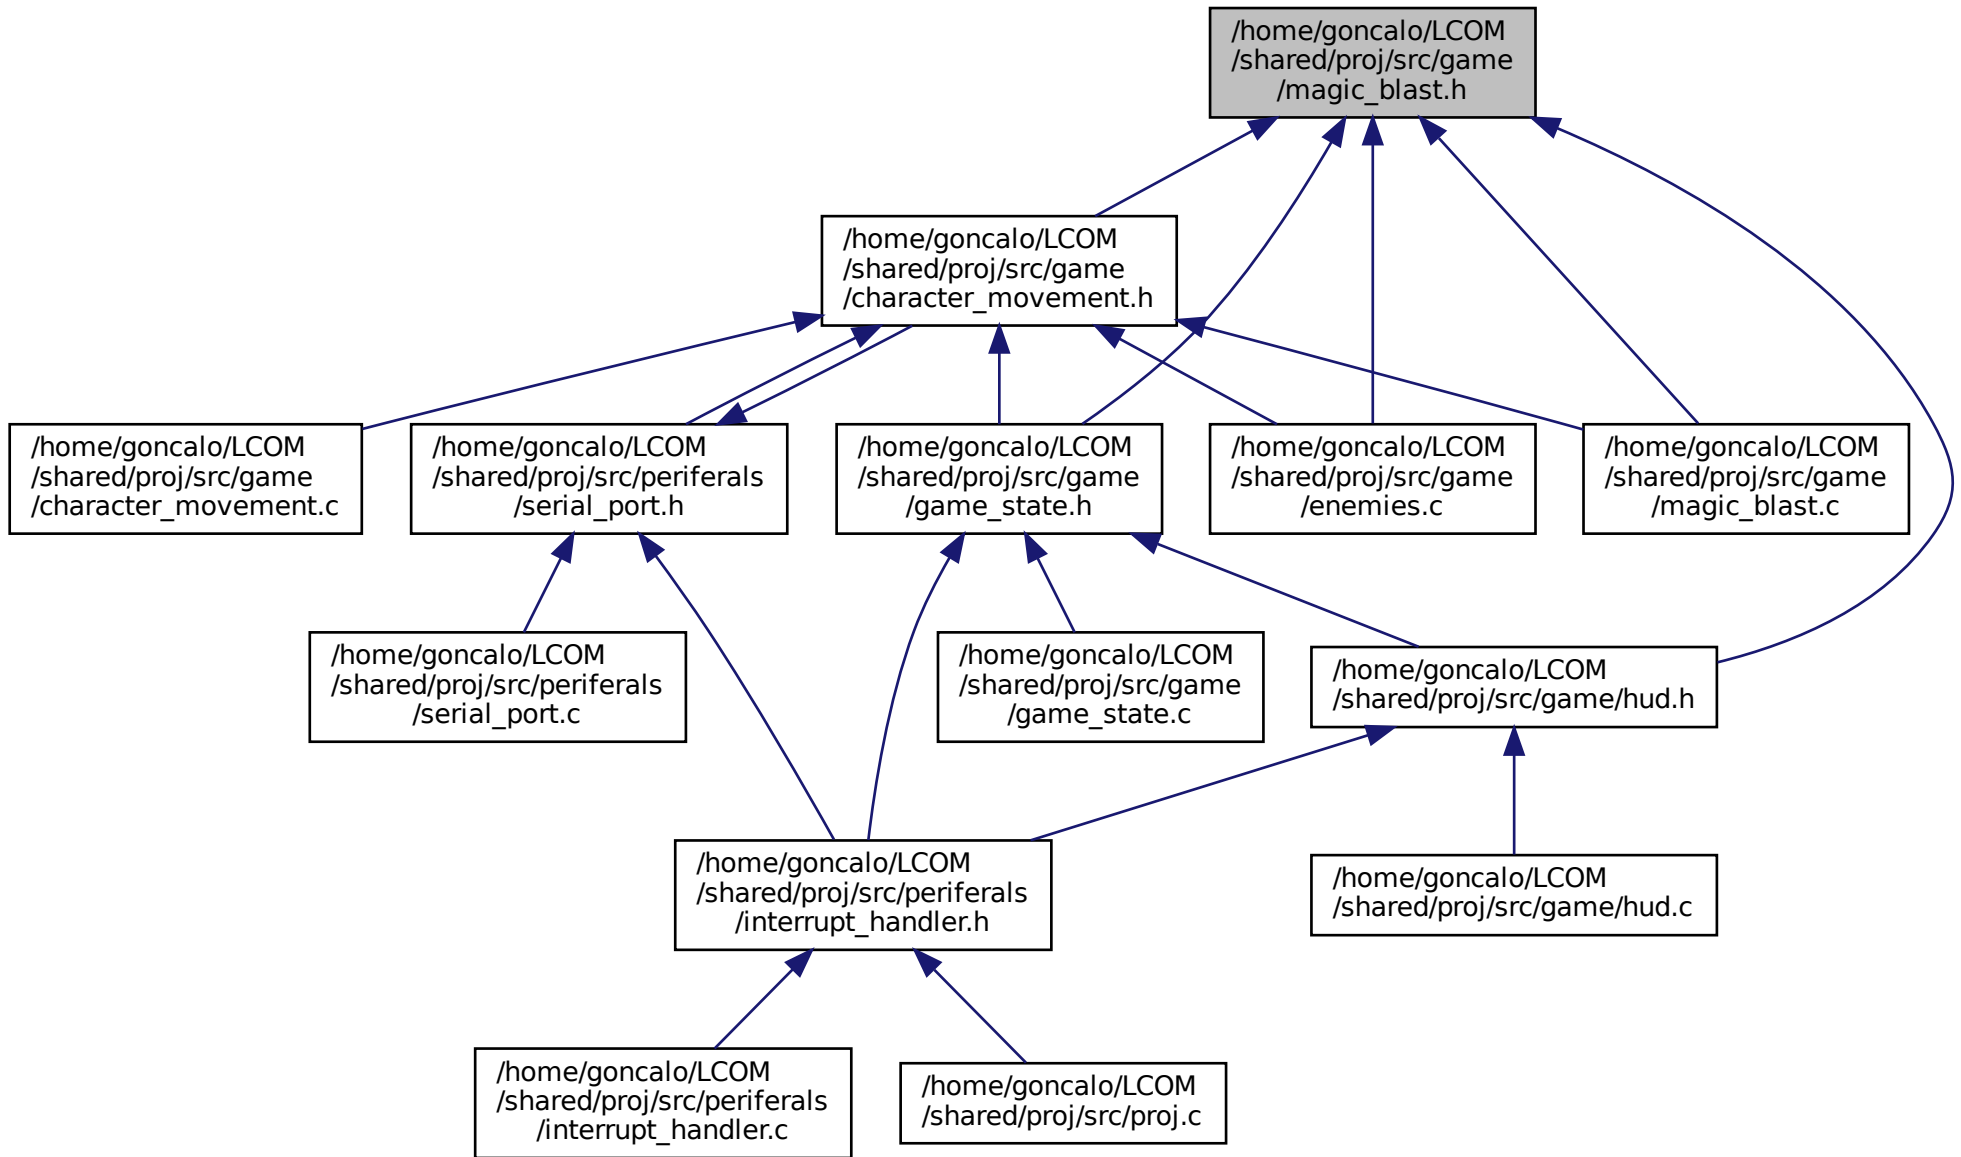 /home/goncalo/LCOM
/shared/proj/src/game
/magic_blast.h
/home/goncalo/LCOM
/shared/proj/src/game
/character_movement.h
/home/goncalo/LCOM
/shared/proj/src/game
/character_movement.c
/home/goncalo/LCOM
/shared/proj/src/periferals
/serial_port.h
/home/goncalo/LCOM
/shared/proj/src/game
/game_state.h
/home/goncalo/LCOM
/shared/proj/src/game
/enemies.c
/home/goncalo/LCOM
/shared/proj/src/game
/magic_blast.c
/home/goncalo/LCOM
/shared/proj/src/periferals
/serial_port.c
/home/goncalo/LCOM
/shared/proj/src/game
/game_state.c
/home/goncalo/LCOM
/shared/proj/src/game/hud.h
/home/goncalo/LCOM
/shared/proj/src/periferals
/interrupt_handler.h
/home/goncalo/LCOM
/shared/proj/src/game/hud.c
/home/goncalo/LCOM
/shared/proj/src/periferals
/interrupt_handler.c
/home/goncalo/LCOM
/shared/proj/src/proj.c